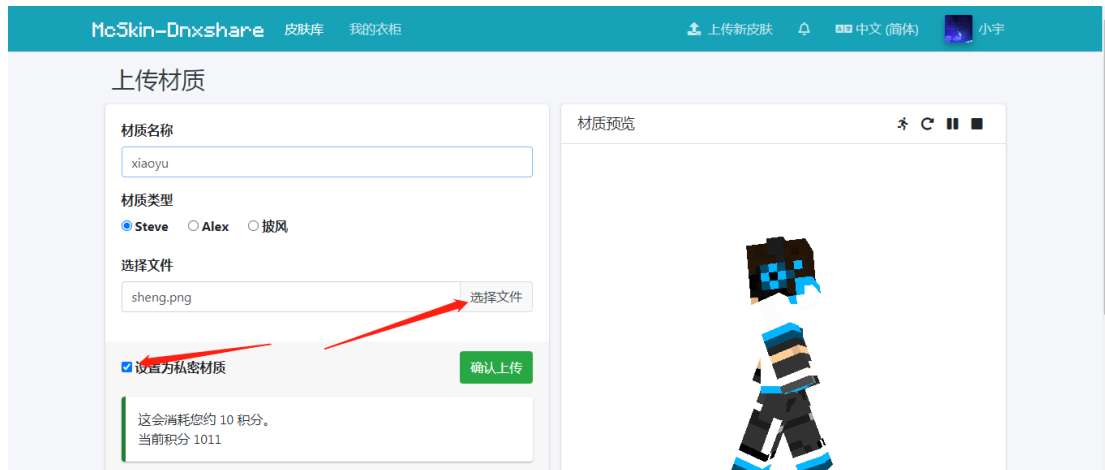 McSkin-Dnxshare 皮肤库 我的衣柜 上传新皮肤 中文 (简体) 小宇
上传材质
材质名称
xiaoyu
材质类型
Steve Alex 披风
选择文件
sheng.png 选择文件
设置为私密材质 确认上传
这会消耗您约 10 积分。
当前积分 1011
材质预览